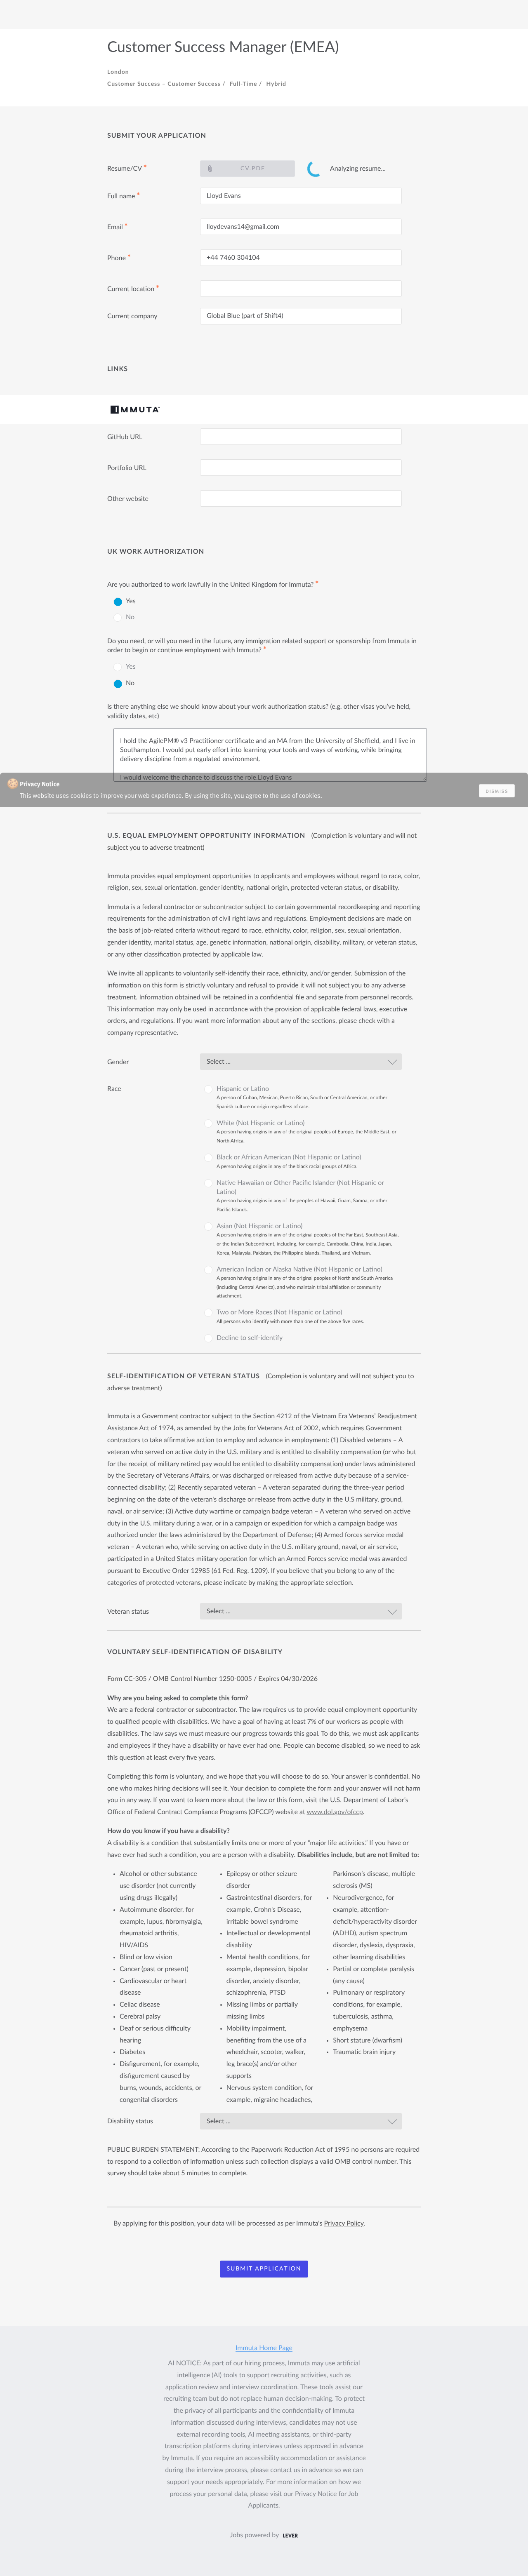 Customer Success Manager (EMEA)
London
Customer Success – Customer Success / Full-Time / Hybrid
SUBMIT YOUR APPLICATION
Resume/CV *
CV.PDF
Analyzing resume...
Full name *
Lloyd Evans
Email *
lloydevans14@gmail.com
Phone *
+44 7460 304104
Current location *
Current company
Global Blue (part of Shift4)
LINKS
IMMUTA
GitHub URL
Portfolio URL
Other website
UK WORK AUTHORIZATION
Are you authorized to work lawfully in the United Kingdom for Immuta? *
Yes
No
Do you need, or will you need in the future, any immigration related support or sponsorship from Immuta in
order to begin or continue employment with Immuta? *
Yes
No
Is there anything else we should know about your work authorization status? (e.g. other visas you've held,
validity dates, etc)
I hold the AgilePM® v3 Practitioner certificate and an MA from the University of Sheffield, and I live in
Southampton. I would put early effort into learning your tools and ways of working, while bringing
delivery discipline from a regulated environment.
I would welcome the chance to discuss the role.Lloyd Evans
Privacy Notice
This website uses cookies to improve your web experience. By using the site, you agree to the use of cookies.
DISMISS
U.S. EQUAL EMPLOYMENT OPPORTUNITY INFORMATION (Completion is voluntary and will not
subject you to adverse treatment)
Immuta provides equal employment opportunities to applicants and employees without regard to race, color,
religion, sex, sexual orientation, gender identity, national origin, protected veteran status, or disability.
Immuta is a federal contractor or subcontractor subject to certain governmental recordkeeping and reporting
requirements for the administration of civil rights laws and regulations. Employment decisions are made on
the basis of job-related criteria without regard to race, ethnicity, color, religion, sex, sexual orientation,
gender identity, marital status, age, genetic information, national origin, disability, military, or veteran status,
or any other classification protected by applicable law.
We invite all applicants to voluntary self-identify their race, ethnicity, and/or gender. Submission of the
information on this form is strictly voluntary and refusal to provide it will not subject you to any adverse
treatment. Information obtained will be retained in a confidential file and separate from personnel records.
This information may only be used in accordance with the provision of applicable federal laws, executive
orders, and regulations. If you want more information about any of the sections, please check with a
company representative.
Gender
Select ...
Race
Hispanic or Latino
A person of Cuban, Mexican, Puerto Rican, South or Central American, or other
Spanish culture or origin regardless of race.
White (Not Hispanic or Latino)
A person having origins in any of the original peoples of Europe, the Middle East, or
North Africa.
Black or African American (Not Hispanic or Latino)
A person having origins in any of the black racial groups of Africa.
Native Hawaiian or Other Pacific Islander (Not Hispanic or
Latino)
A person having origins in any of the peoples of Hawaii, Guam, Samoa, or other
Pacific Islands.
Asian (Not Hispanic or Latino)
A person having origins in any of the original peoples of the Far East, Southeast Asia,
or the Indian Subcontinent, including, for example, Cambodia, China, India, Japan,
Korea, Malaysia, Pakistan, the Philippine Islands, Thailand, and Vietnam.
American Indian or Alaska Native (Not Hispanic or Latino)
A person having origins in any of the original peoples of North and South America
(including Central America), and who maintain tribal affiliation or community
attachment.
Two or More Races (Not Hispanic or Latino)
All persons who identify with more than one of the above five races.
Decline to self-identify
SELF-IDENTIFICATION OF VETERAN STATUS (Completion is voluntary and will not subject you to
adverse treatment)
Immuta is a Government contractor subject to the Section 4212 of the Vietnam Era Veterans' Readjustment
Assistance Act of 1974, as amended by the Jobs for Veterans Act of 2002, which requires Government
contractors to take affirmative action to employ and advance in employment: (1) Disabled veterans – A
veteran who served on active duty in the U.S. military and is entitled to disability compensation (or who but
for the receipt of military retired pay would be entitled to disability compensation) under laws administered
by the Secretary of Veterans Affairs, or was discharged or released from active duty because of a service-
connected disability; (2) Recently separated veteran – A veteran separated during the three-year period
beginning on the date of the veteran's discharge or release from active duty in the U.S military, ground,
naval, or air service; (3) Active duty wartime or campaign badge veteran – A veteran who served on active
duty in the U.S. military during a war, or in a campaign or expedition for which a campaign badge was
authorized under the laws administered by the Department of Defense; (4) Armed forces service medal
veteran – A veteran who, while serving on active duty in the U.S. military ground, naval, or air service,
participated in a United States military operation for which an Armed Forces service medal was awarded
pursuant to Executive Order 12985 (61 Fed. Reg. 1209). If you believe that you belong to any of the
categories of protected veterans, please indicate by making the appropriate selection.
Veteran status
Select ...
VOLUNTARY SELF-IDENTIFICATION OF DISABILITY
Form CC-305 / OMB Control Number 1250-0005 / Expires 04/30/2026
Why are you being asked to complete this form?
We are a federal contractor or subcontractor. The law requires us to provide equal employment opportunity
to qualified people with disabilities. We have a goal of having at least 7% of our workers as people with
disabilities. The law says we must measure our progress towards this goal. To do this, we must ask applicants
and employees if they have a disability or have ever had one. People can become disabled, so we need to ask
this question at least every five years.
Completing this form is voluntary, and we hope that you will choose to do so. Your answer is confidential. No
one who makes hiring decisions will see it. Your decision to complete the form and your answer will not harm
you in any way. If you want to learn more about the law or this form, visit the U.S. Department of Labor's
Office of Federal Contract Compliance Programs (OFCCP) website at www.dol.gov/ofccp.
How do you know if you have a disability?
A disability is a condition that substantially limits one or more of your "major life activities." If you have or
have ever had such a condition, you are a person with a disability. Disabilities include, but are not limited to:
Alcohol or other substance
use disorder (not currently
using drugs illegally)
Autoimmune disorder, for
example, lupus, fibromyalgia,
rheumatoid arthritis,
HIV/AIDS
Blind or low vision
Cancer (past or present)
Cardiovascular or heart
disease
Celiac disease
Cerebral palsy
Deaf or serious difficulty
hearing
Diabetes
Disfigurement, for example,
disfigurement caused by
burns, wounds, accidents, or
congenital disorders
Epilepsy or other seizure
disorder
Gastrointestinal disorders, for
example, Crohn's Disease,
irritable bowel syndrome
Intellectual or developmental
disability
Mental health conditions, for
example, depression, bipolar
disorder, anxiety disorder,
schizophrenia, PTSD
Missing limbs or partially
missing limbs
Mobility impairment,
benefiting from the use of a
wheelchair, scooter, walker,
leg brace(s) and/or other
supports
Nervous system condition, for
example, migraine headaches,
Parkinson's disease, multiple
sclerosis (MS)
Neurodivergence, for
example, attention-
deficit/hyperactivity disorder
(ADHD), autism spectrum
disorder, dyslexia, dyspraxia,
other learning disabilities
Partial or complete paralysis
(any cause)
Pulmonary or respiratory
conditions, for example,
tuberculosis, asthma,
emphysema
Short stature (dwarfism)
Traumatic brain injury
Disability status
Select ...
PUBLIC BURDEN STATEMENT: According to the Paperwork Reduction Act of 1995 no persons are required
to respond to a collection of information unless such collection displays a valid OMB control number. This
survey should take about 5 minutes to complete.
By applying for this position, your data will be processed as per Immuta's Privacy Policy.
SUBMIT APPLICATION
Immuta Home Page
AI NOTICE: As part of our hiring process, Immuta may use artificial
intelligence (AI) tools to support recruiting activities, such as
application review and interview coordination. These tools assist our
recruiting team but do not replace human decision-making. To protect
the privacy of all participants and the confidentiality of Immuta
information discussed during interviews, candidates may not use
external recording tools, AI meeting assistants, or third-party
transcription platforms during interviews unless approved in advance
by Immuta. If you require an accessibility accommodation or assistance
during the interview process, please contact us in advance so we can
support your needs appropriately. For more information on how we
process your personal data, please visit our Privacy Notice for Job
Applicants.
Jobs powered by LEVER